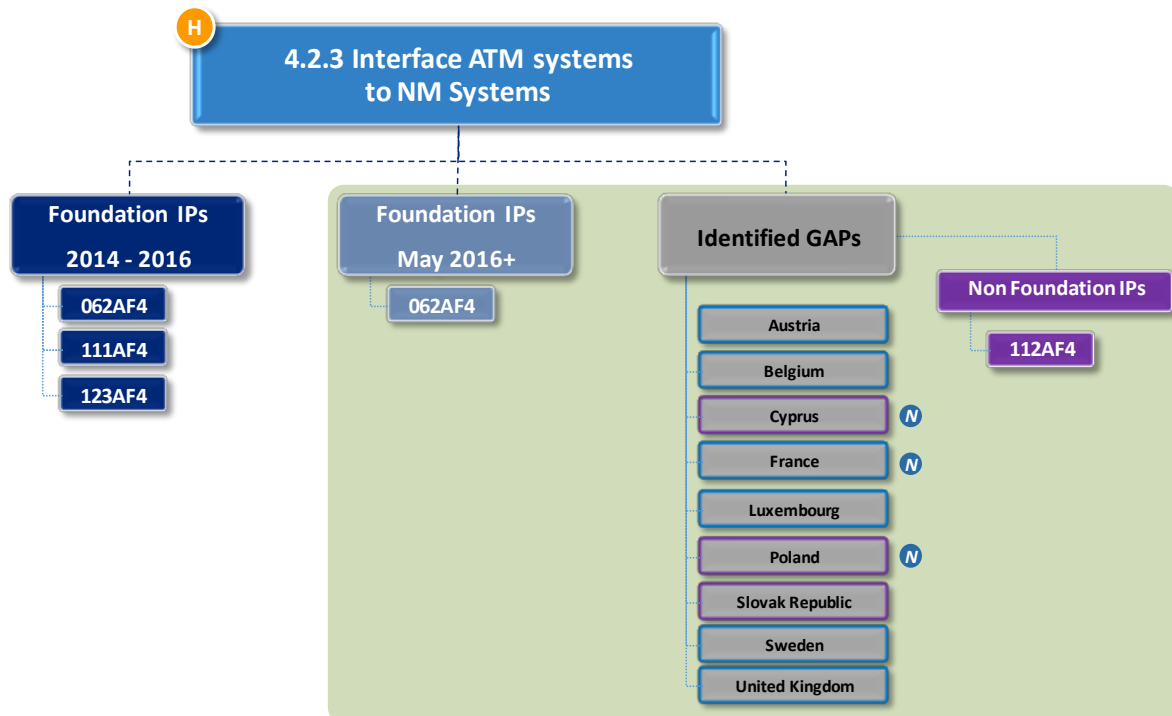 H
4.2.3 Interface ATM systems
to NM Systems
Foundation IPs
2014 - 2016
062AF4
111AF4
123AF4
Foundation IPs
May 2016+
062AF4
Identified GAPs
Non Foundation IPs
112AF4
Austria
Belgium
Cyprus
N
France
N
Luxembourg
Poland
N
Slovak Republic
Sweden
United Kingdom